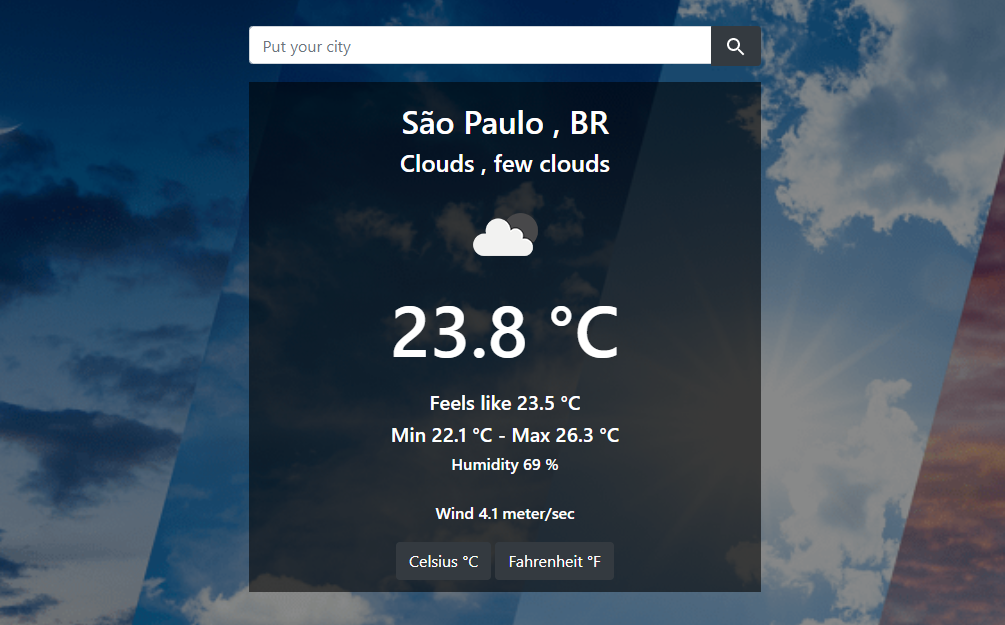 Put your city
São Paulo , BR
Clouds , few clouds
23.8 °C
Feels like 23.5 °C
Min 22.1 °C - Max 26.3 °C
Humidity 69 %
Wind 4.1 meter/sec
Celsius °C Fahrenheit °F